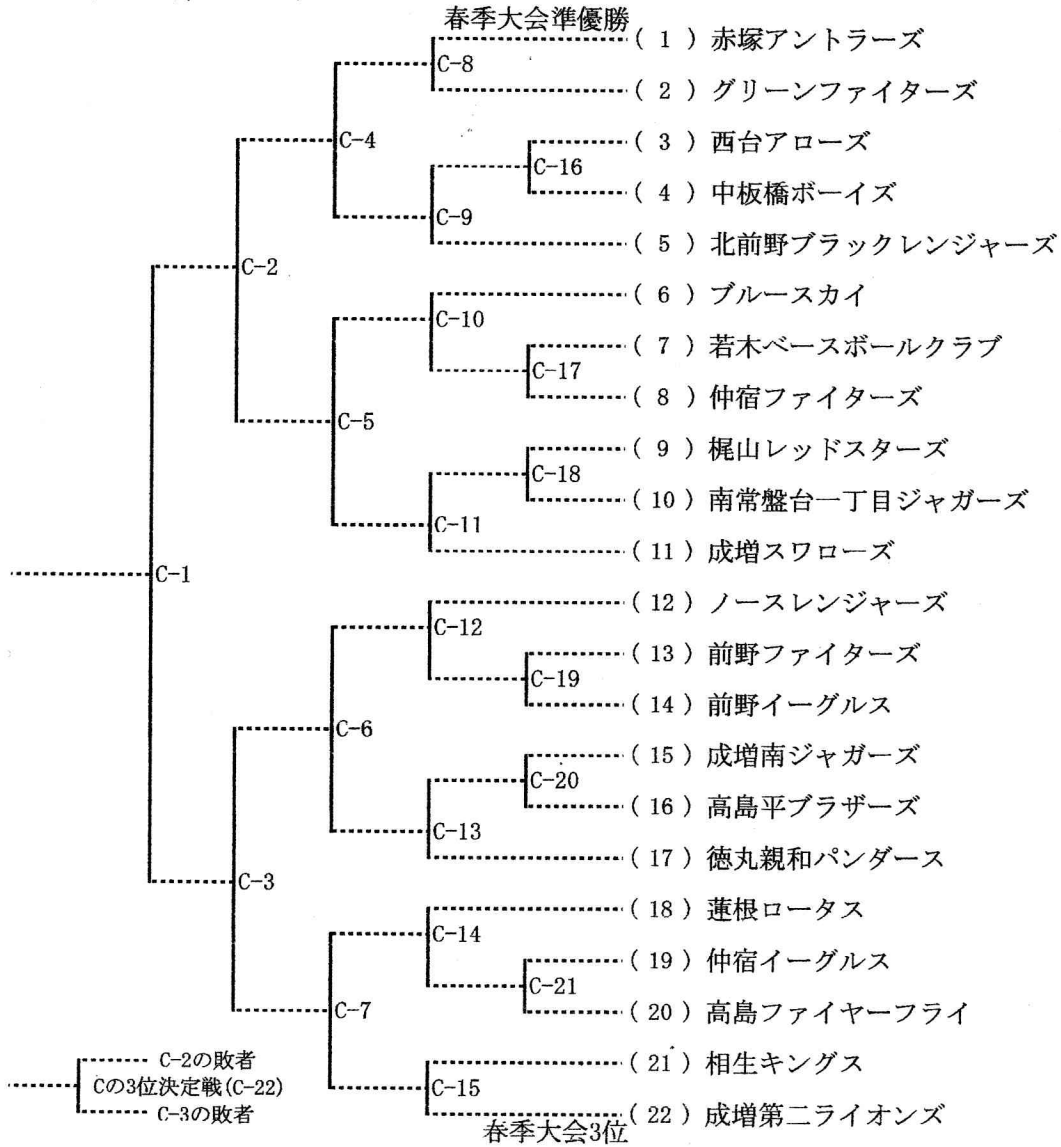 春季大会準優勝
( 1 ) 赤塚アントラーズ
C-8
( 2 ) グリーンファイターズ
C-4
( 3 ) 西台アローズ
C-16
( 4 ) 中板橋ボーイズ
C-9
( 5 ) 北前野ブラックレンジャーズ
C-2
( 6 ) ブルースカイ
C-10
( 7 ) 若木ベースボールクラブ
C-17
( 8 ) 仲宿ファイターズ
C-5
( 9 ) 梶山レッドスターズ
C-18
(10) 南常盤台一丁目ジャガーズ
C-11
(11) 成増スワローズ
C-1
(12) ノースレンジャーズ
C-12
(13) 前野ファイターズ
C-19
(14) 前野イーグルス
C-6
(15) 成増南ジャガーズ
C-20
(16) 高島平ブラザーズ
C-13
(17) 徳丸親和パンダース
C-3
(18) 蓮根ロータス
C-14
(19) 仲宿イーグルス
C-21
(20) 高島ファイヤーフライ
C-7
(21) 相生キングス
C-15
(22) 成増第二ライオンズ
春季大会3位
C-2の敗者
Cの3位決定戦(C-22)
C-3の敗者